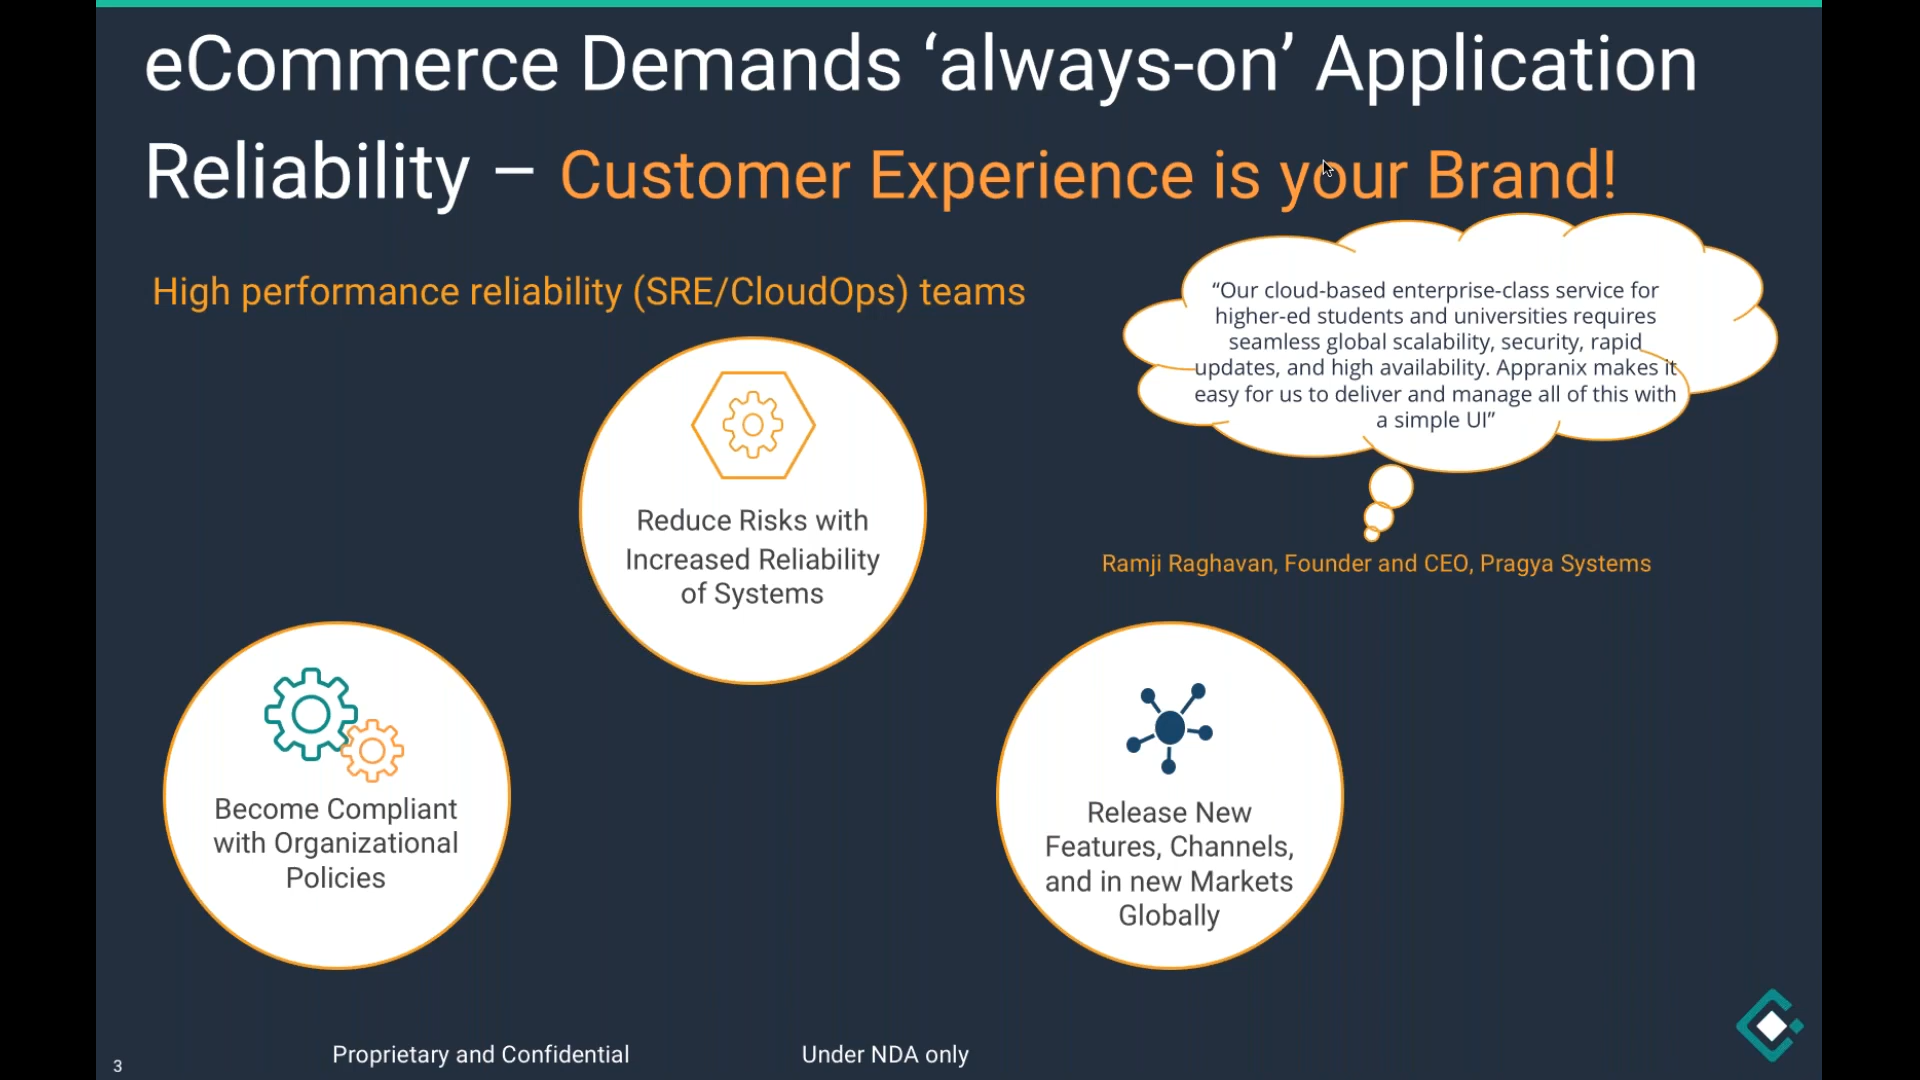 eCommerce Demands ‘always-on’ Application
Reliability – Customer Experience is your Brand!
High performance reliability (SRE/CloudOps) teams
“Our cloud-based enterprise-class service for
higher-ed students and universities requires
seamless global scalability, security, rapid
updates, and high availability. Appranix makes it
easy for us to deliver and manage all of this with
a simple UI”
Ramji Raghavan, Founder and CEO, Pragya Systems
Reduce Risks with
Increased Reliability
of Systems
Become Compliant
with Organizational
Policies
Release New
Features, Channels,
and in new Markets
Globally
3
Proprietary and Confidential
Under NDA only